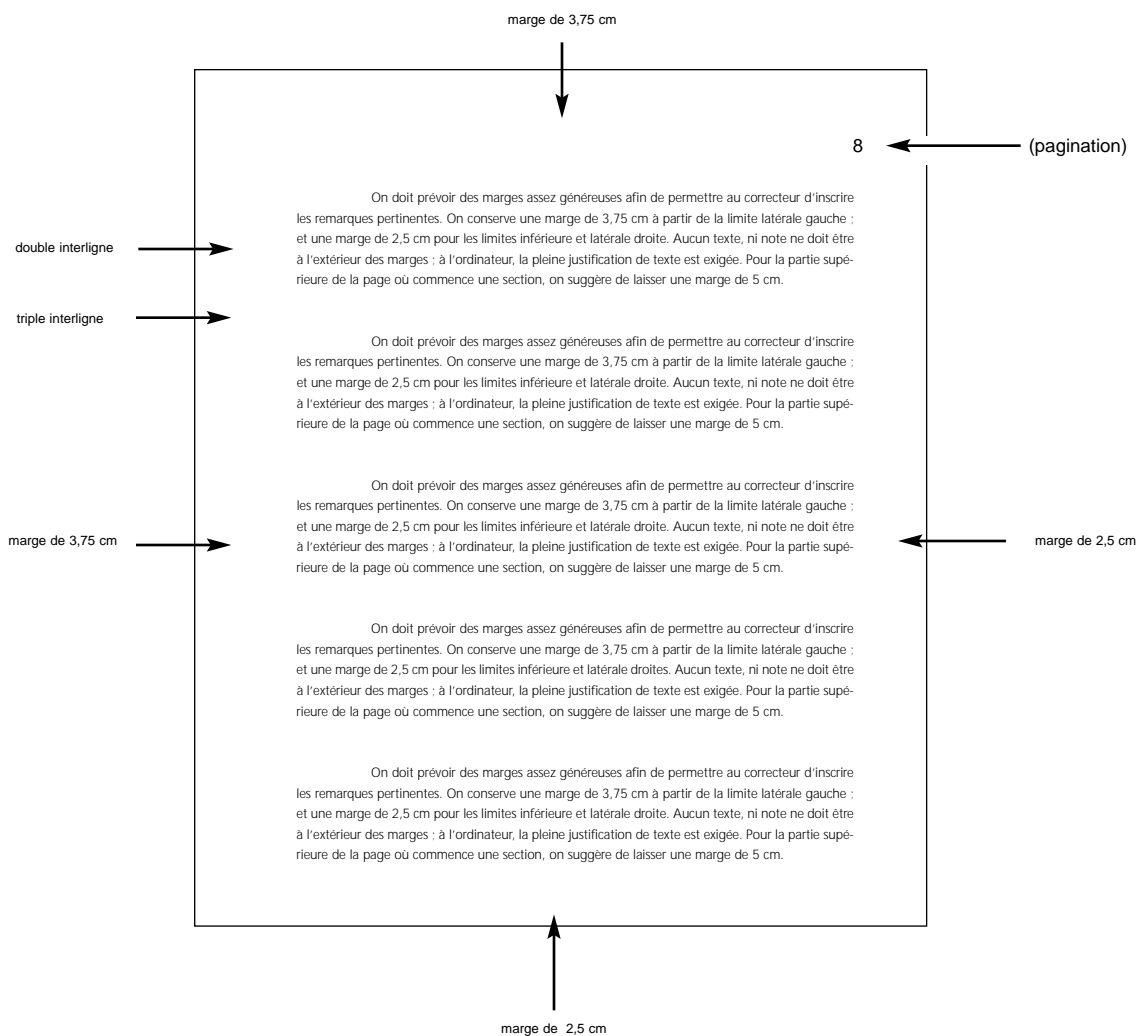 marge de 3,75 cm
8
(pagination)
On doit prévoir des marges assez généreuses afin de permettre au correcteur d'inscrire
les remarques pertinentes. On conserve une marge de 3,75 cm à partir de la limite latérale gauche ;
double interligne
et une marge de 2,5 cm pour les limites inférieure et latérale droite. Aucun texte, ni note ne doit être
à l'extérieur des marges ; à l'ordinateur, la pleine justification de texte est exigée. Pour la partie supé-
rieure de la page où commence une section, on suggère de laisser une marge de 5 cm.
triple interligne
On doit prévoir des marges assez généreuses afin de permettre au correcteur d'inscrire
les remarques pertinentes. On conserve une marge de 3,75 cm à partir de la limite latérale gauche ;
et une marge de 2,5 cm pour les limites inférieure et latérale droite. Aucun texte, ni note ne doit être
à l'extérieur des marges ; à l'ordinateur, la pleine justification de texte est exigée. Pour la partie supé-
rieure de la page où commence une section, on suggère de laisser une marge de 5 cm.
On doit prévoir des marges assez généreuses afin de permettre au correcteur d'inscrire
les remarques pertinentes. On conserve une marge de 3,75 cm à partir de la limite latérale gauche ;
et une marge de 2,5 cm pour les limites inférieure et latérale droite. Aucun texte, ni note ne doit être
à l'extérieur des marges ; à l'ordinateur, la pleine justification de texte est exigée. Pour la partie supé-
rieure de la page où commence une section, on suggère de laisser une marge de 5 cm.
marge de 3,75 cm
marge de 2,5 cm
On doit prévoir des marges assez généreuses afin de permettre au correcteur d'inscrire
les remarques pertinentes. On conserve une marge de 3,75 cm à partir de la limite latérale gauche ;
et une marge de 2,5 cm pour les limites inférieure et latérale droites. Aucun texte, ni note ne doit être
à l'extérieur des marges ; à l'ordinateur, la pleine justification de texte est exigée. Pour la partie supé-
rieure de la page où commence une section, on suggère de laisser une marge de 5 cm.
On doit prévoir des marges assez généreuses afin de permettre au correcteur d'inscrire
les remarques pertinentes. On conserve une marge de 3,75 cm à partir de la limite latérale gauche ;
et une marge de 2,5 cm pour les limites inférieure et latérale droite. Aucun texte, ni note ne doit être
à l'extérieur des marges ; à l'ordinateur, la pleine justification de texte est exigée. Pour la partie supé-
rieure de la page où commence une section, on suggère de laisser une marge de 5 cm.
marge de 2,5 cm